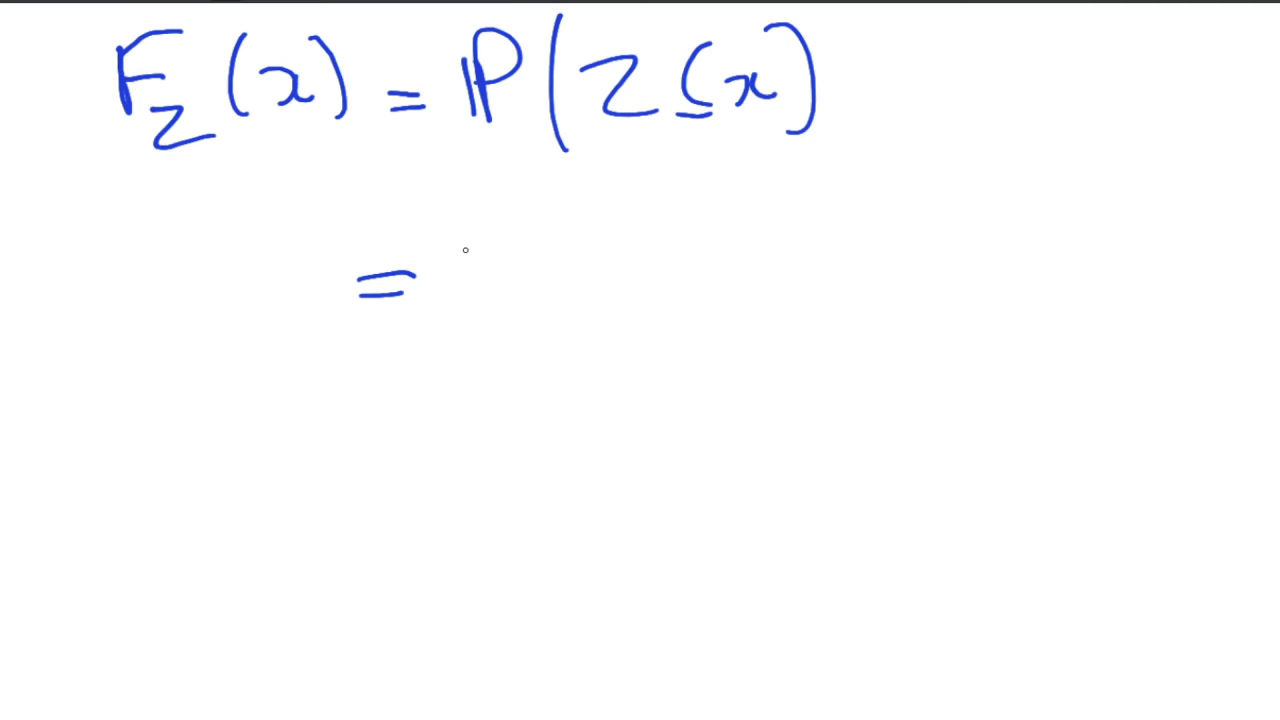 F_Z(x) = ℙ(Z ≤ x)
=